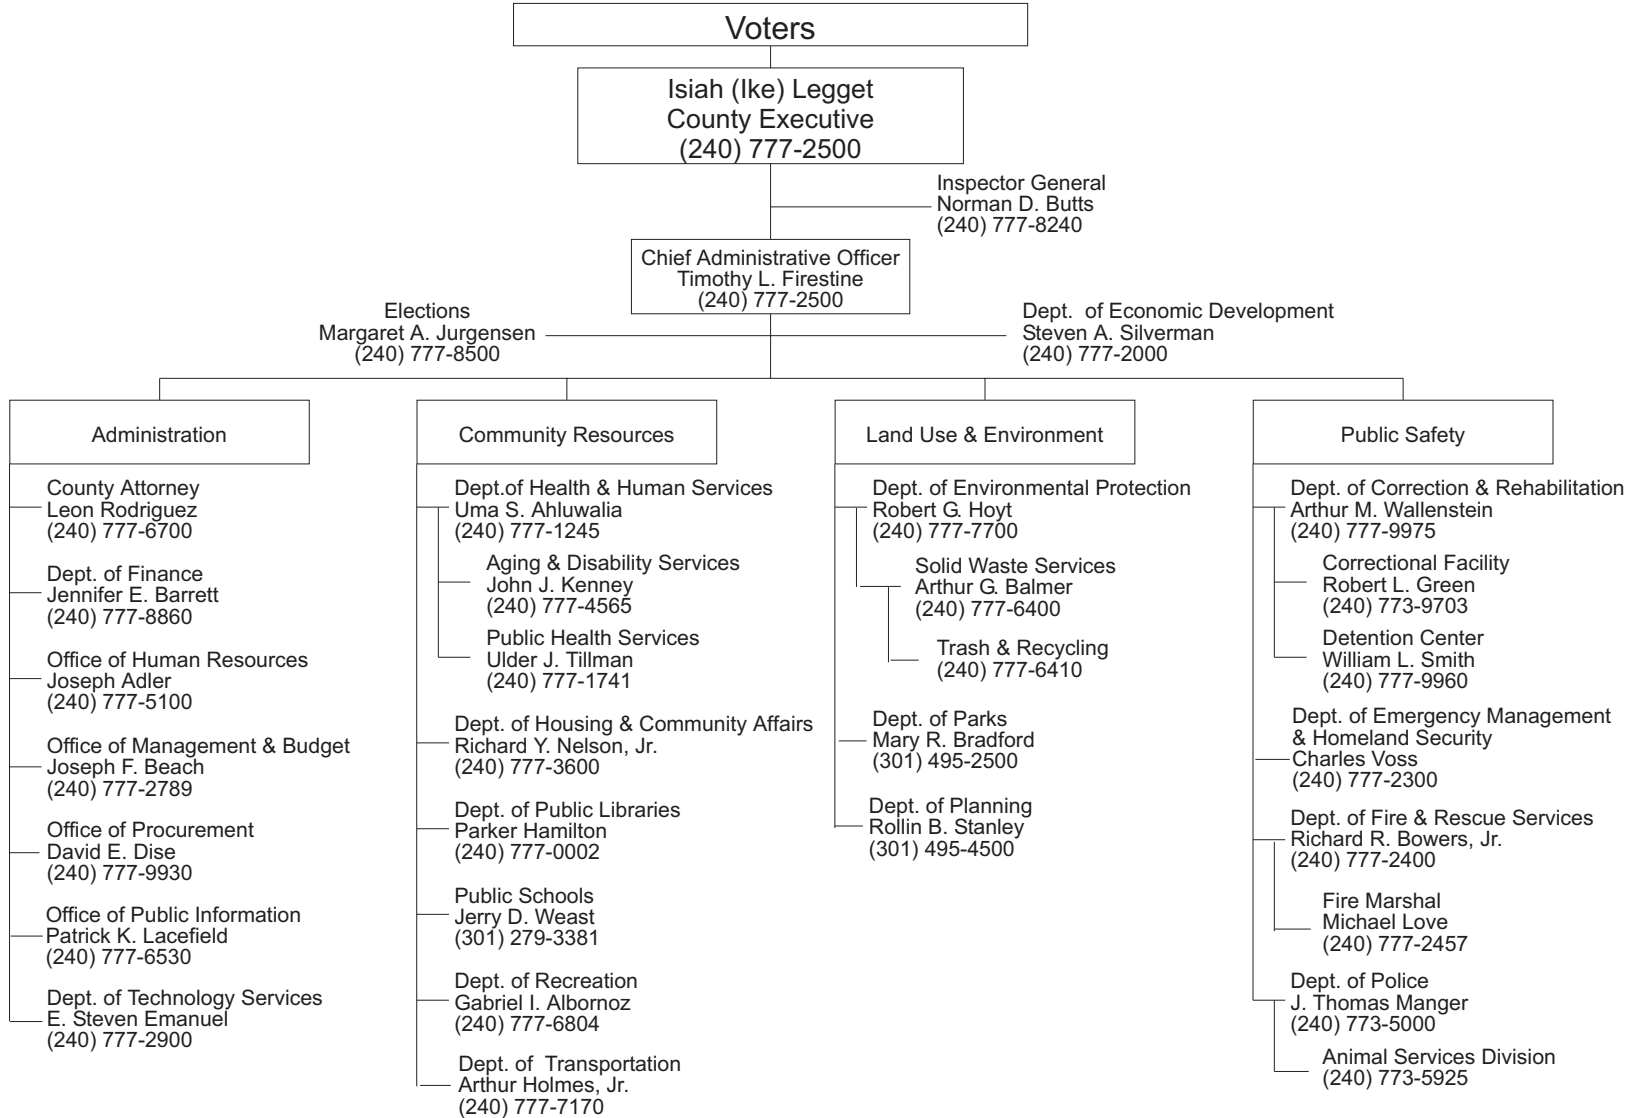 Voters
Isiah (Ike) Legget
County Executive
(240) 777-2500
Inspector General
Norman D. Butts
(240) 777-8240
Chief Administrative Officer
Timothy L. Firestine
(240) 777-2500
Elections
Margaret A. Jurgensen
(240) 777-8500
Dept. of Economic Development
Steven A. Silverman
(240) 777-2000
Administration
County Attorney
Leon Rodriguez
(240) 777-6700
Dept. of Finance
Jennifer E. Barrett
(240) 777-8860
Office of Human Resources
Joseph Adler
(240) 777-5100
Office of Management & Budget
Joseph F. Beach
(240) 777-2789
Office of Procurement
David E. Dise
(240) 777-9930
Office of Public Information
Patrick K. Lacefield
(240) 777-6530
Dept. of Technology Services
E. Steven Emanuel
(240) 777-2900
Community Resources
Dept.of Health & Human Services
Uma S. Ahluwalia
(240) 777-1245
Aging & Disability Services
John J. Kenney
(240) 777-4565
Public Health Services
Ulder J. Tillman
(240) 777-1741
Dept. of Housing & Community Affairs
Richard Y. Nelson, Jr.
(240) 777-3600
Dept. of Public Libraries
Parker Hamilton
(240) 777-0002
Public Schools
Jerry D. Weast
(301) 279-3381
Dept. of Recreation
Gabriel I. Albornoz
(240) 777-6804
Dept. of Transportation
Arthur Holmes, Jr.
(240) 777-7170
Land Use & Environment
Dept. of Environmental Protection
Robert G. Hoyt
(240) 777-7700
Solid Waste Services
Arthur G. Balmer
(240) 777-6400
Trash & Recycling
(240) 777-6410
Dept. of Parks
Mary R. Bradford
(301) 495-2500
Dept. of Planning
Rollin B. Stanley
(301) 495-4500
Public Safety
Dept. of Correction & Rehabilitation
Arthur M. Wallenstein
(240) 777-9975
Correctional Facility
Robert L. Green
(240) 773-9703
Detention Center
William L. Smith
(240) 777-9960
Dept. of Emergency Management
& Homeland Security
Charles Voss
(240) 777-2300
Dept. of Fire & Rescue Services
Richard R. Bowers, Jr.
(240) 777-2400
Fire Marshal
Michael Love
(240) 777-2457
Dept. of Police
J. Thomas Manger
(240) 773-5000
Animal Services Division
(240) 773-5925